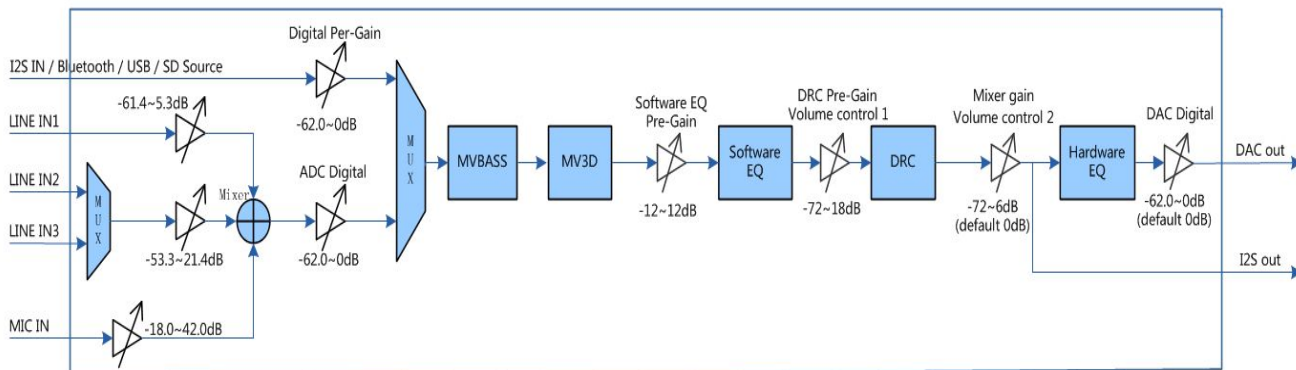 Digital Per-Gain
I2S IN / Bluetooth / USB / SD Source
-62.0~0dB
LINE IN1
-61.4~5.3dB
LINE IN2
LINE IN3
MUX
-53.3~21.4dB
Mixer
MIC IN
-18.0~42.0dB
ADC Digital
-62.0~0dB
MUX
MVBASS
MV3D
Software EQ
Pre-Gain
-12~12dB
Software
EQ
DRC Pre-Gain
Volume control 1
-72~18dB
DRC
Mixer gain
Volume control 2
-72~6dB
(default 0dB)
Hardware
EQ
DAC Digital
-62.0~0dB
(default 0dB)
DAC out
I2S out